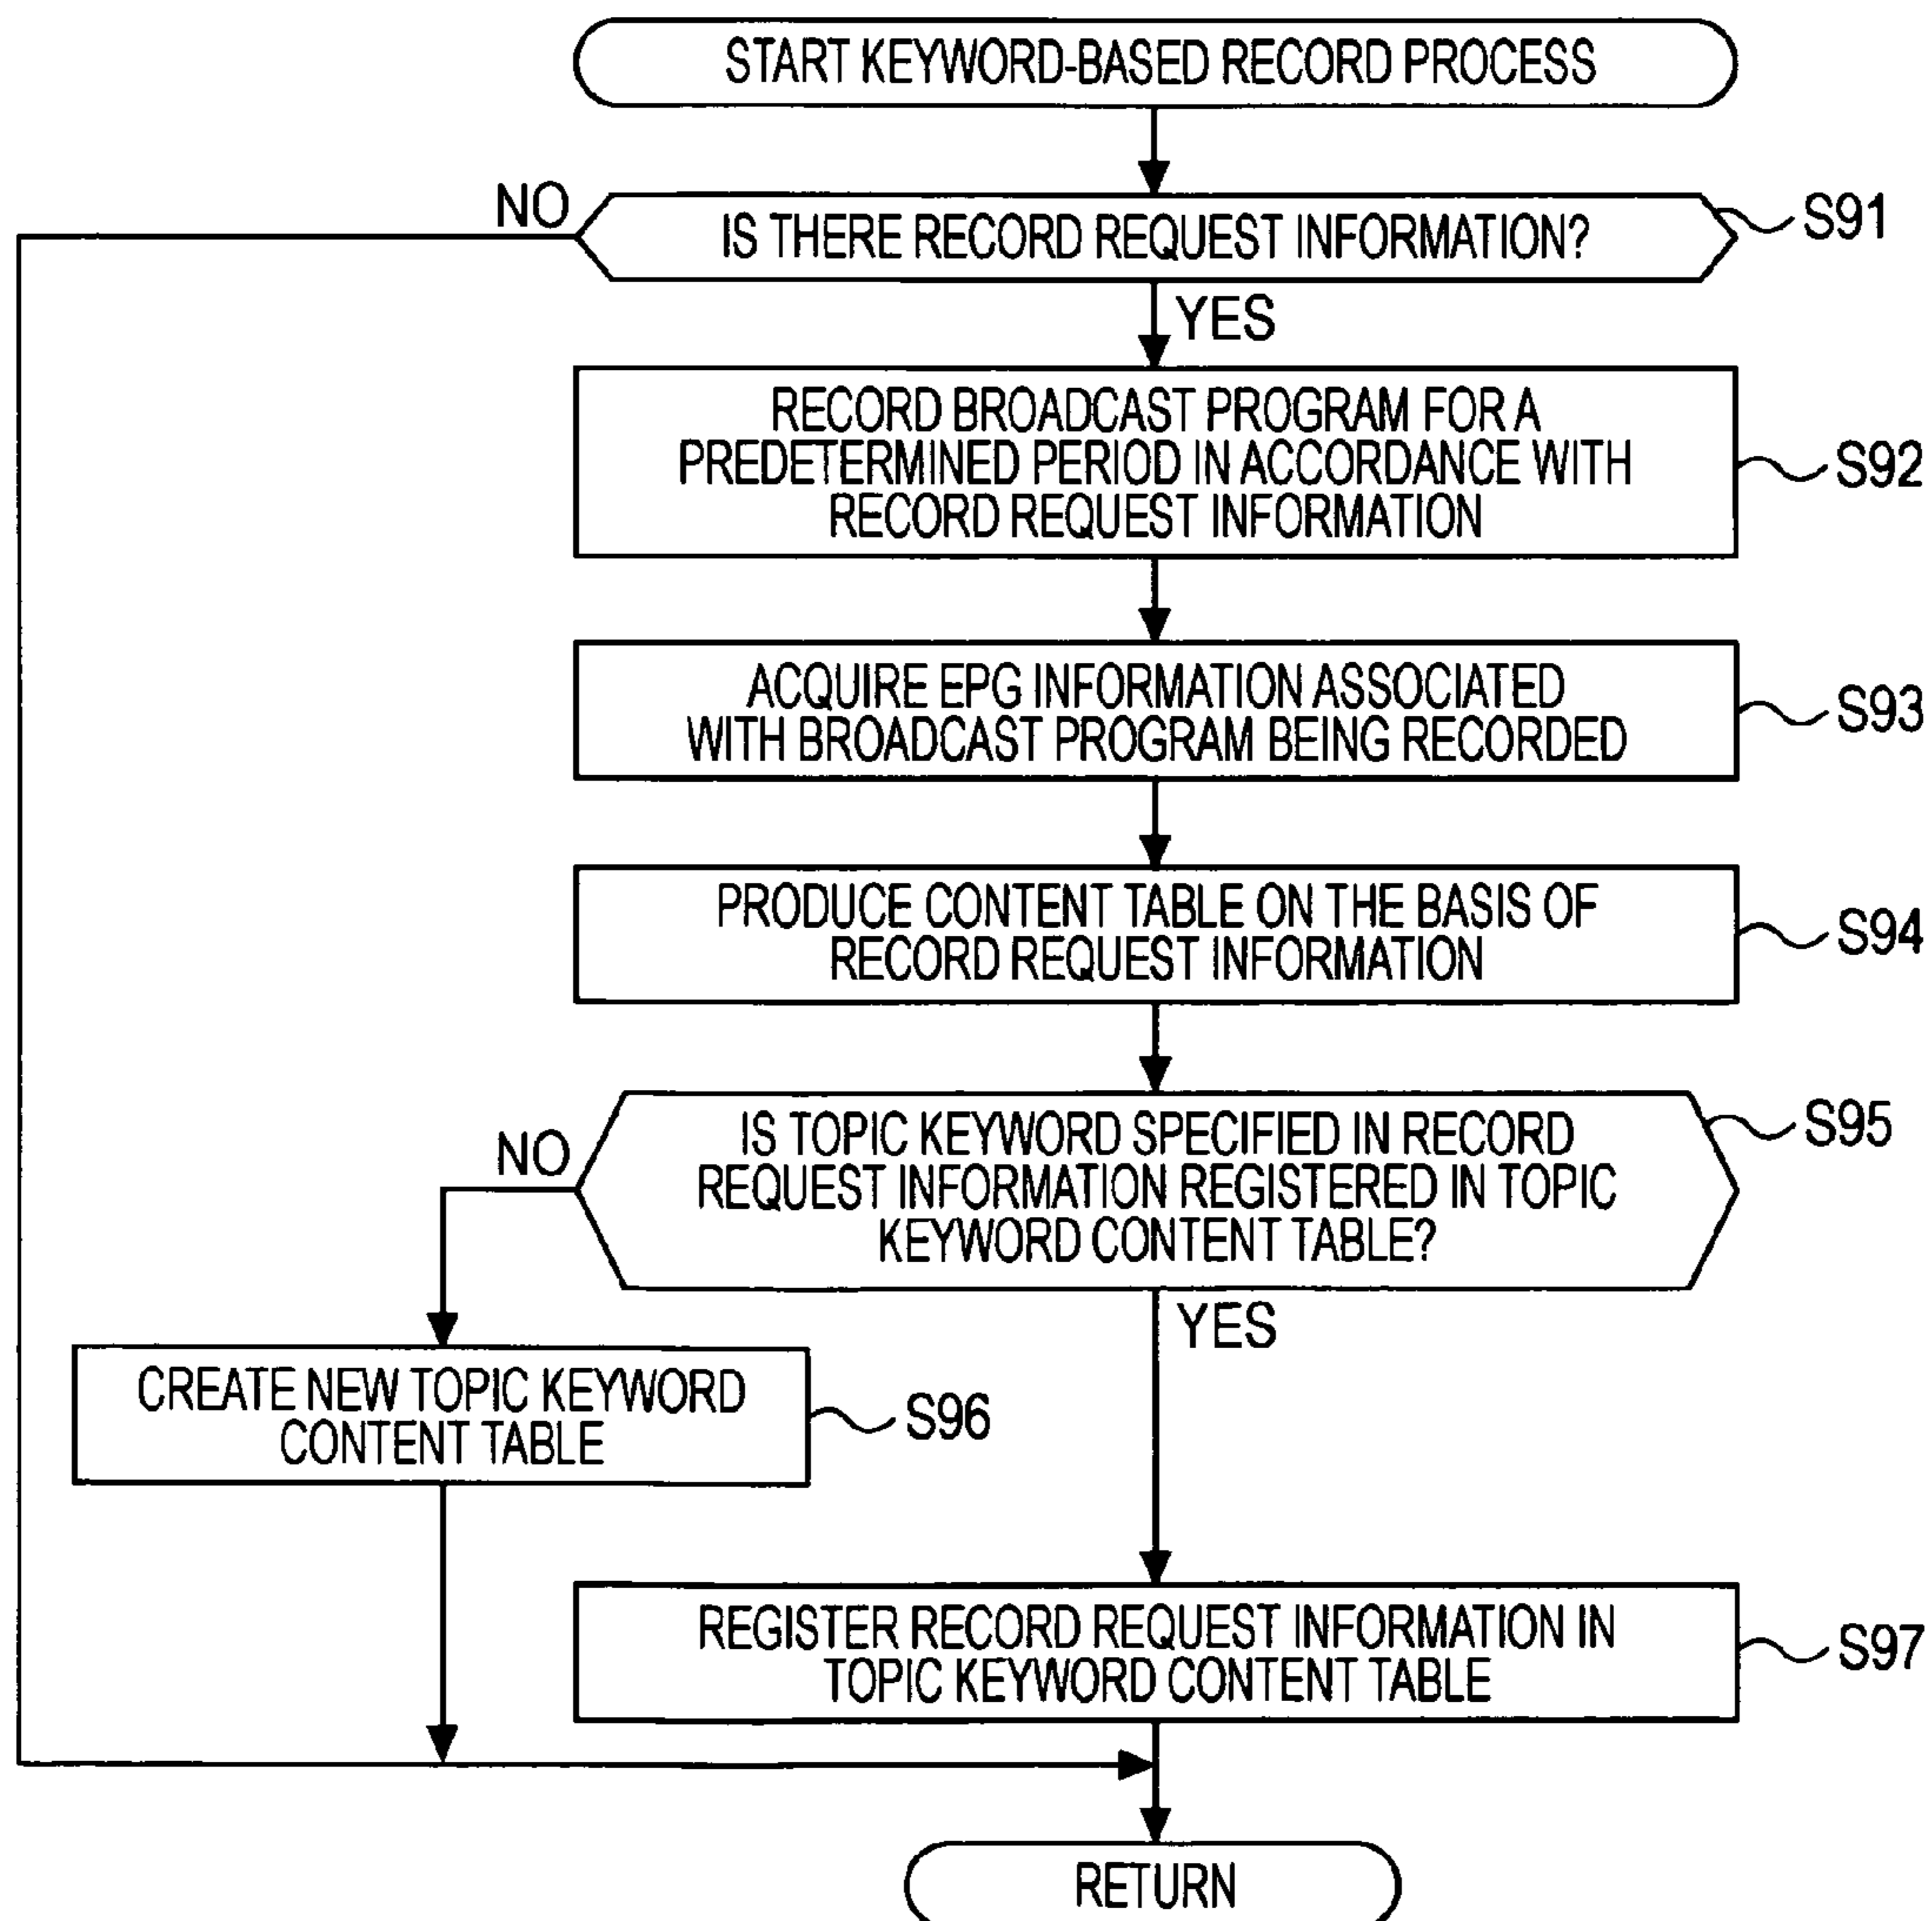 START KEYWORD-BASED RECORD PROCESS
NO
IS THERE RECORD REQUEST INFORMATION?
S91
YES
RECORD BROADCAST PROGRAM FOR A
PREDETERMINED PERIOD IN ACCORDANCE WITH
RECORD REQUEST INFORMATION
S92
ACQUIRE EPG INFORMATION ASSOCIATED
WITH BROADCAST PROGRAM BEING RECORDED
S93
PRODUCE CONTENT TABLE ON THE BASIS OF
RECORD REQUEST INFORMATION
S94
IS TOPIC KEYWORD SPECIFIED IN RECORD
REQUEST INFORMATION REGISTERED IN TOPIC
KEYWORD CONTENT TABLE?
S95
NO
YES
CREATE NEW TOPIC KEYWORD
CONTENT TABLE
S96
REGISTER RECORD REQUEST INFORMATION IN
TOPIC KEYWORD CONTENT TABLE
S97
RETURN